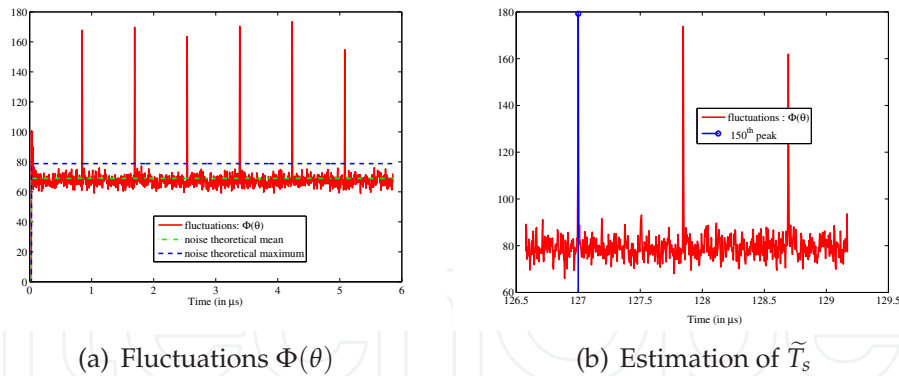 180
160
140
120
100
80
60
40
20
0
0 1 2 3 4 5 6
Time (in μs)
fluctuations: Φ(θ)
noise theoretical mean
noise theoretical maximum
(a) Fluctuations Φ(θ)
180
160
140
120
100
80
60
126.5 127 127.5 128 128.5 129 129.5
Time (in μs)
fluctuations : Φ(θ)
150th peak
(b) Estimation of T̃s